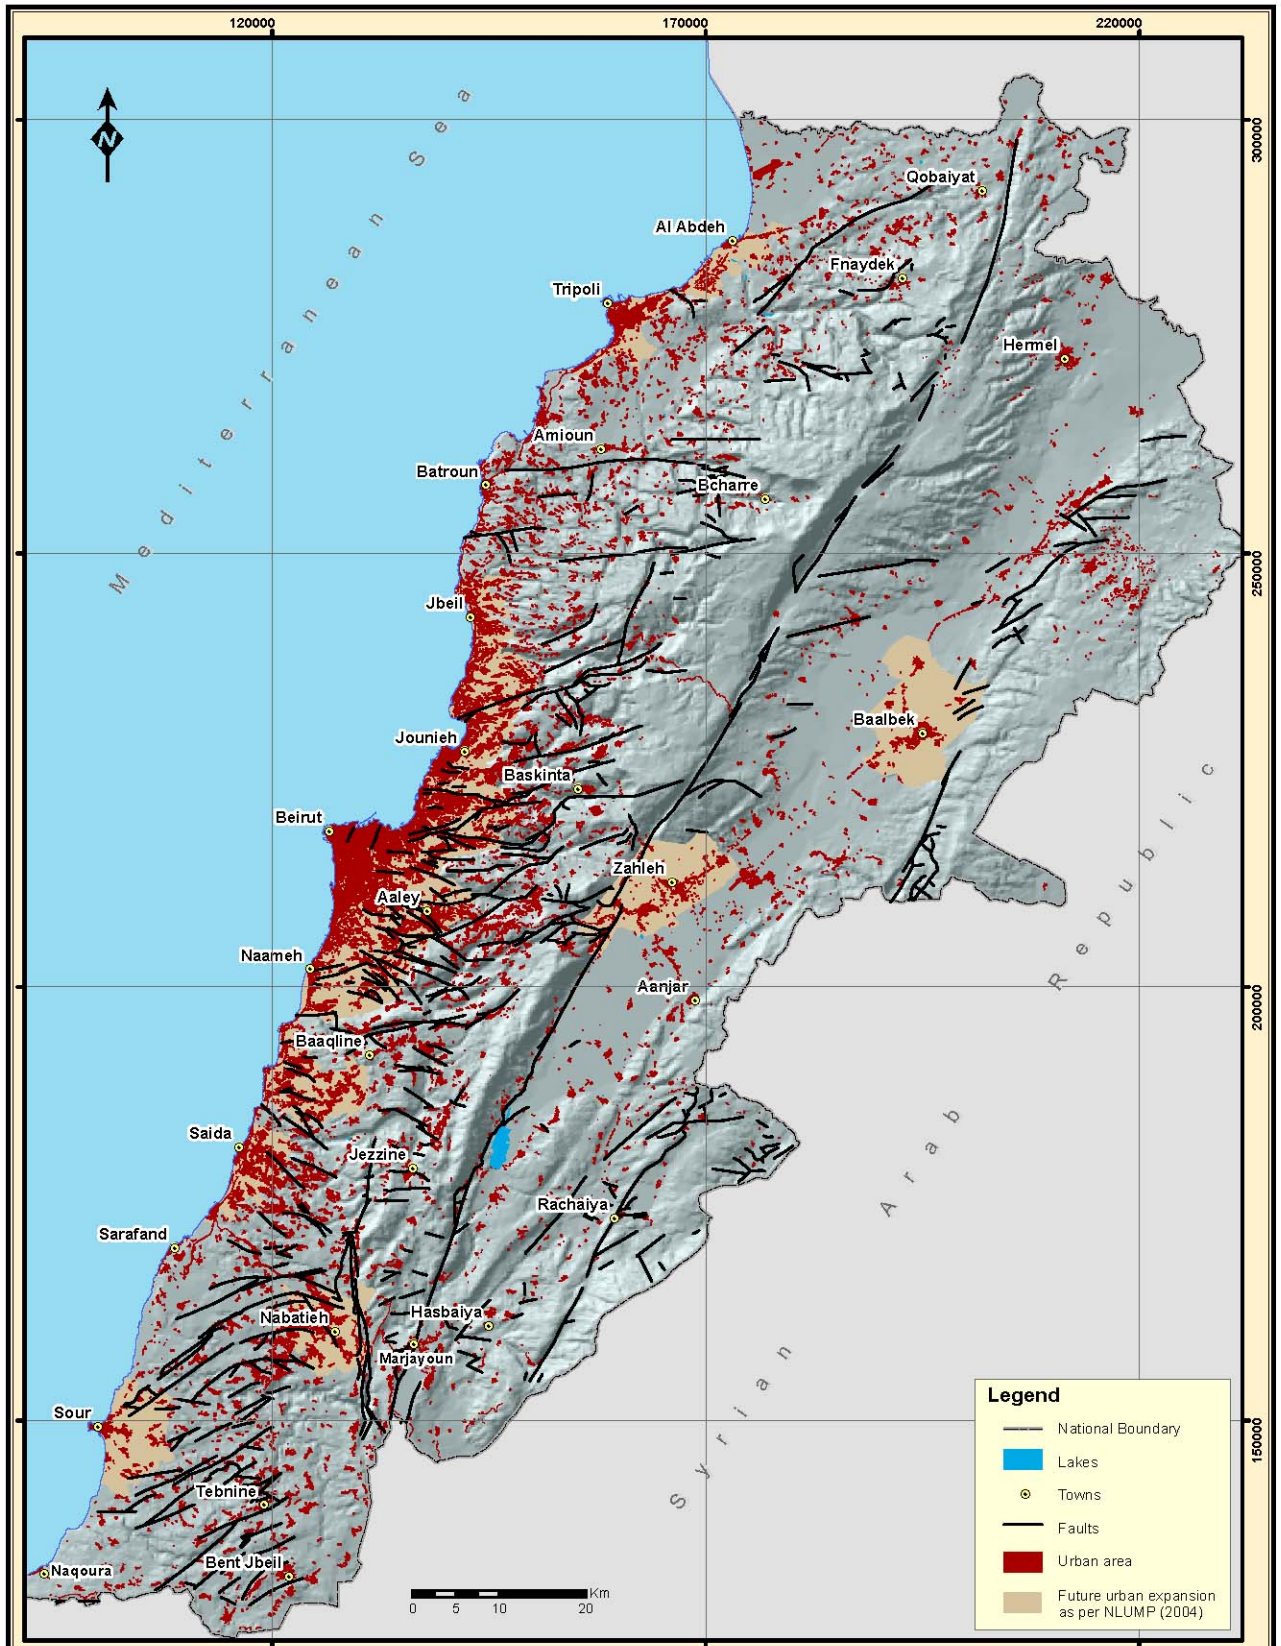 120000
170000
220000
Mediterranean Sea
300000
Qobaiyat
Al Abdeh
Fnaydek
Tripoli
Hermel
Amioun
Batroun
Bcharre
250000
Jbeil
Baalbek
Jounieh
Baskinta
Beirut
Zahleh
Aaley
Naameh
Aanjar
200000
Baaqline
Saida
Jezzine
Rachaiya
Sarafand
Hasbaiya
Nabatieh
Marjayoun
Sour
150000
Tebnine
Bent Jbeil
Naqoura
Syrian Arab Republic
N
Legend
National Boundary
Lakes
Towns
Faults
Urban area
Future urban expansion
as per NLUMP (2004)
Km
0 5 10 20